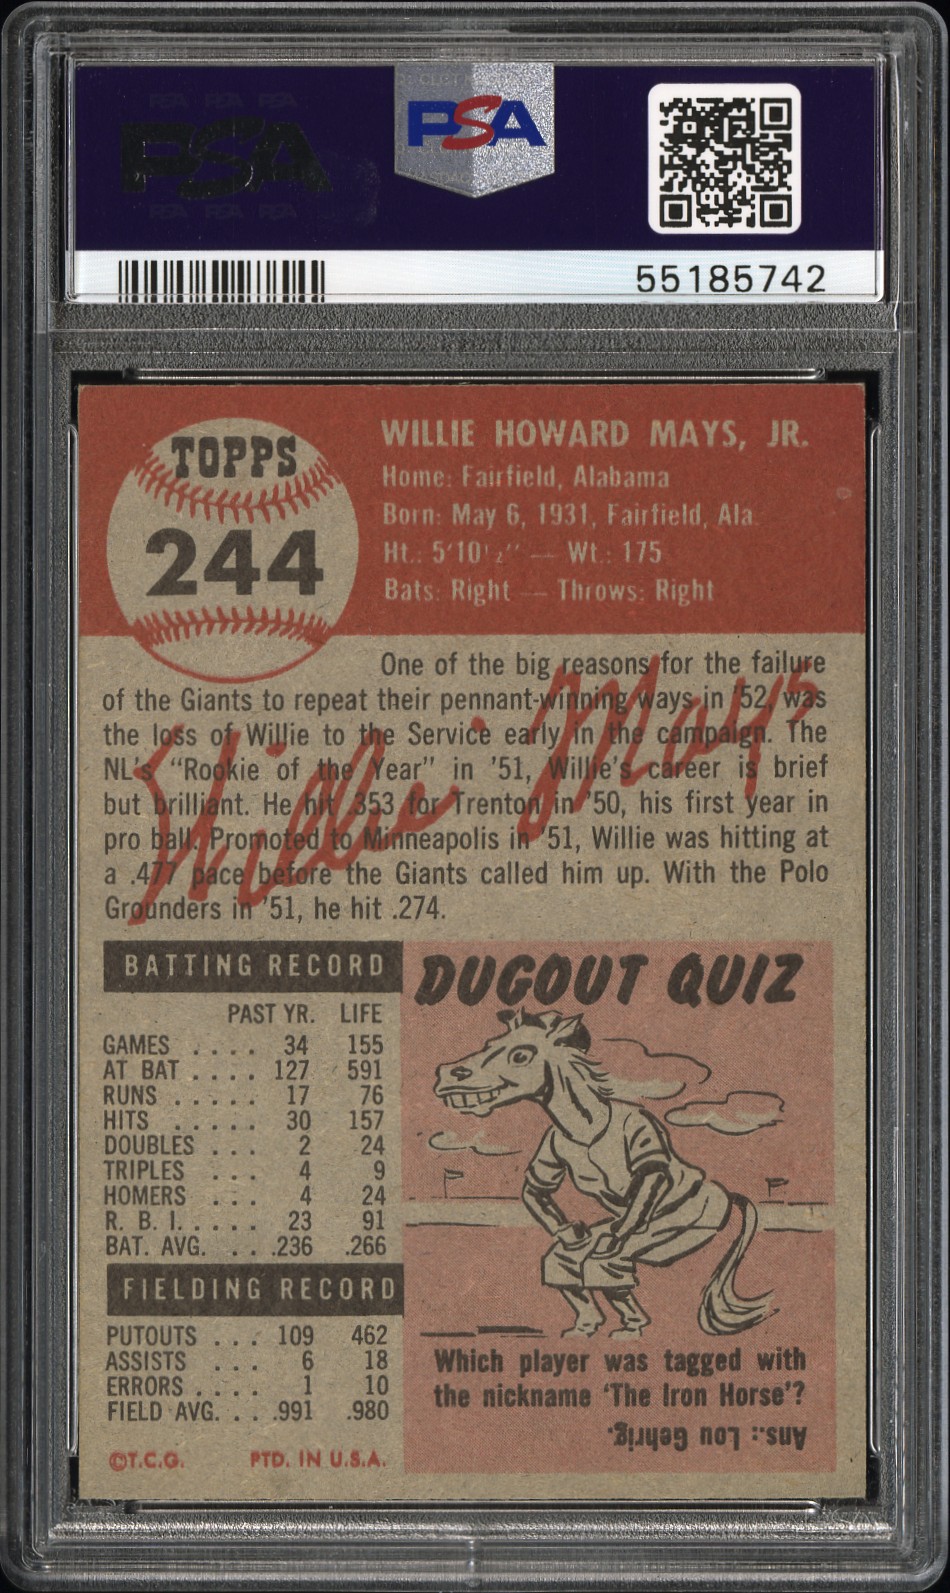 PSA PSA PSA
PSA
PSA PSA PSA
PSA
55185742
TOPPS
244
WILLIE HOWARD MAYS, JR.
Home: Fairfield, Alabama
Born: May 6, 1931, Fairfield, Ala.
Ht.: 5'10½" — Wt.: 175
Bats: Right — Throws: Right
One of the big reasons for the failure
of the Giants to repeat their pennant-winning ways in '52, was
the loss of Willie to the Service early in the campaign. The
NL's "Rookie of the Year" in '51, Willie's career is brief
but brilliant. He hit .353 for Trenton in '50, his first year in
pro ball. Promoted to Minneapolis in '51, Willie was hitting at
a .477 pace before the Giants called him up. With the Polo
Grounders in '51, he hit .274.
Willie Mays
BATTING RECORD
PAST YR. LIFE
GAMES .... 34 155
AT BAT .... 127 591
RUNS ..... 17 76
HITS ..... 30 157
DOUBLES ... 2 24
TRIPLES ... 4 9
HOMERS ... 4 24
R. B. I. .... 23 91
BAT. AVG. ... .236 .266
FIELDING RECORD
PUTOUTS ... 109 462
ASSISTS ... 6 18
ERRORS .... 1 10
FIELD AVG. ... .991 .980
©T.C.G. PTD. IN U.S.A.
DUGOUT QUIZ
Which player was tagged with
the nickname 'The Iron Horse'?
Ans.: Lou Gehrig.